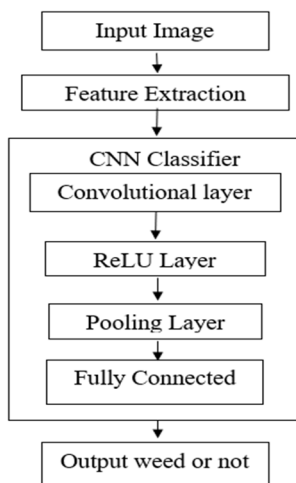 Input Image
Feature Extraction
CNN Classifier
Convolutional layer
ReLU Layer
Pooling Layer
Fully Connected
Output weed or not